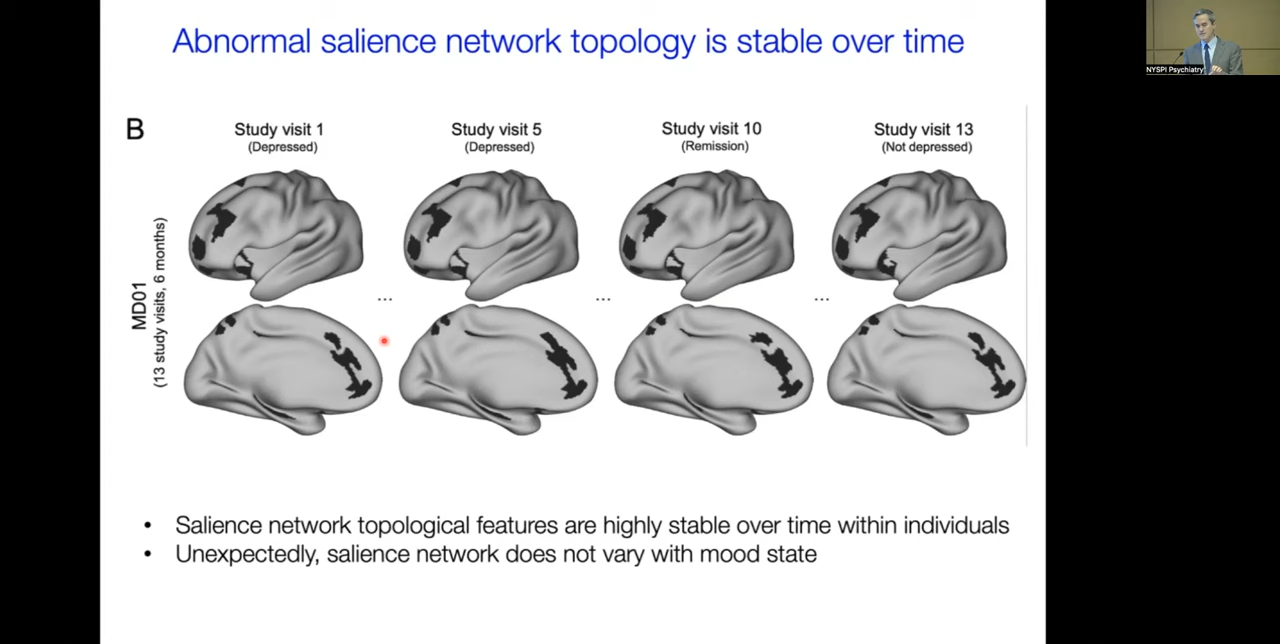 Abnormal salience network topology is stable over time
NYSPI Psychiatry
B
Study visit 1
(Depressed)
Study visit 5
(Depressed)
Study visit 10
(Remission)
Study visit 13
(Not depressed)
MD01
(13 study visits, 6 months)
...
...
...
• Salience network topological features are highly stable over time within individuals
• Unexpectedly, salience network does not vary with mood state